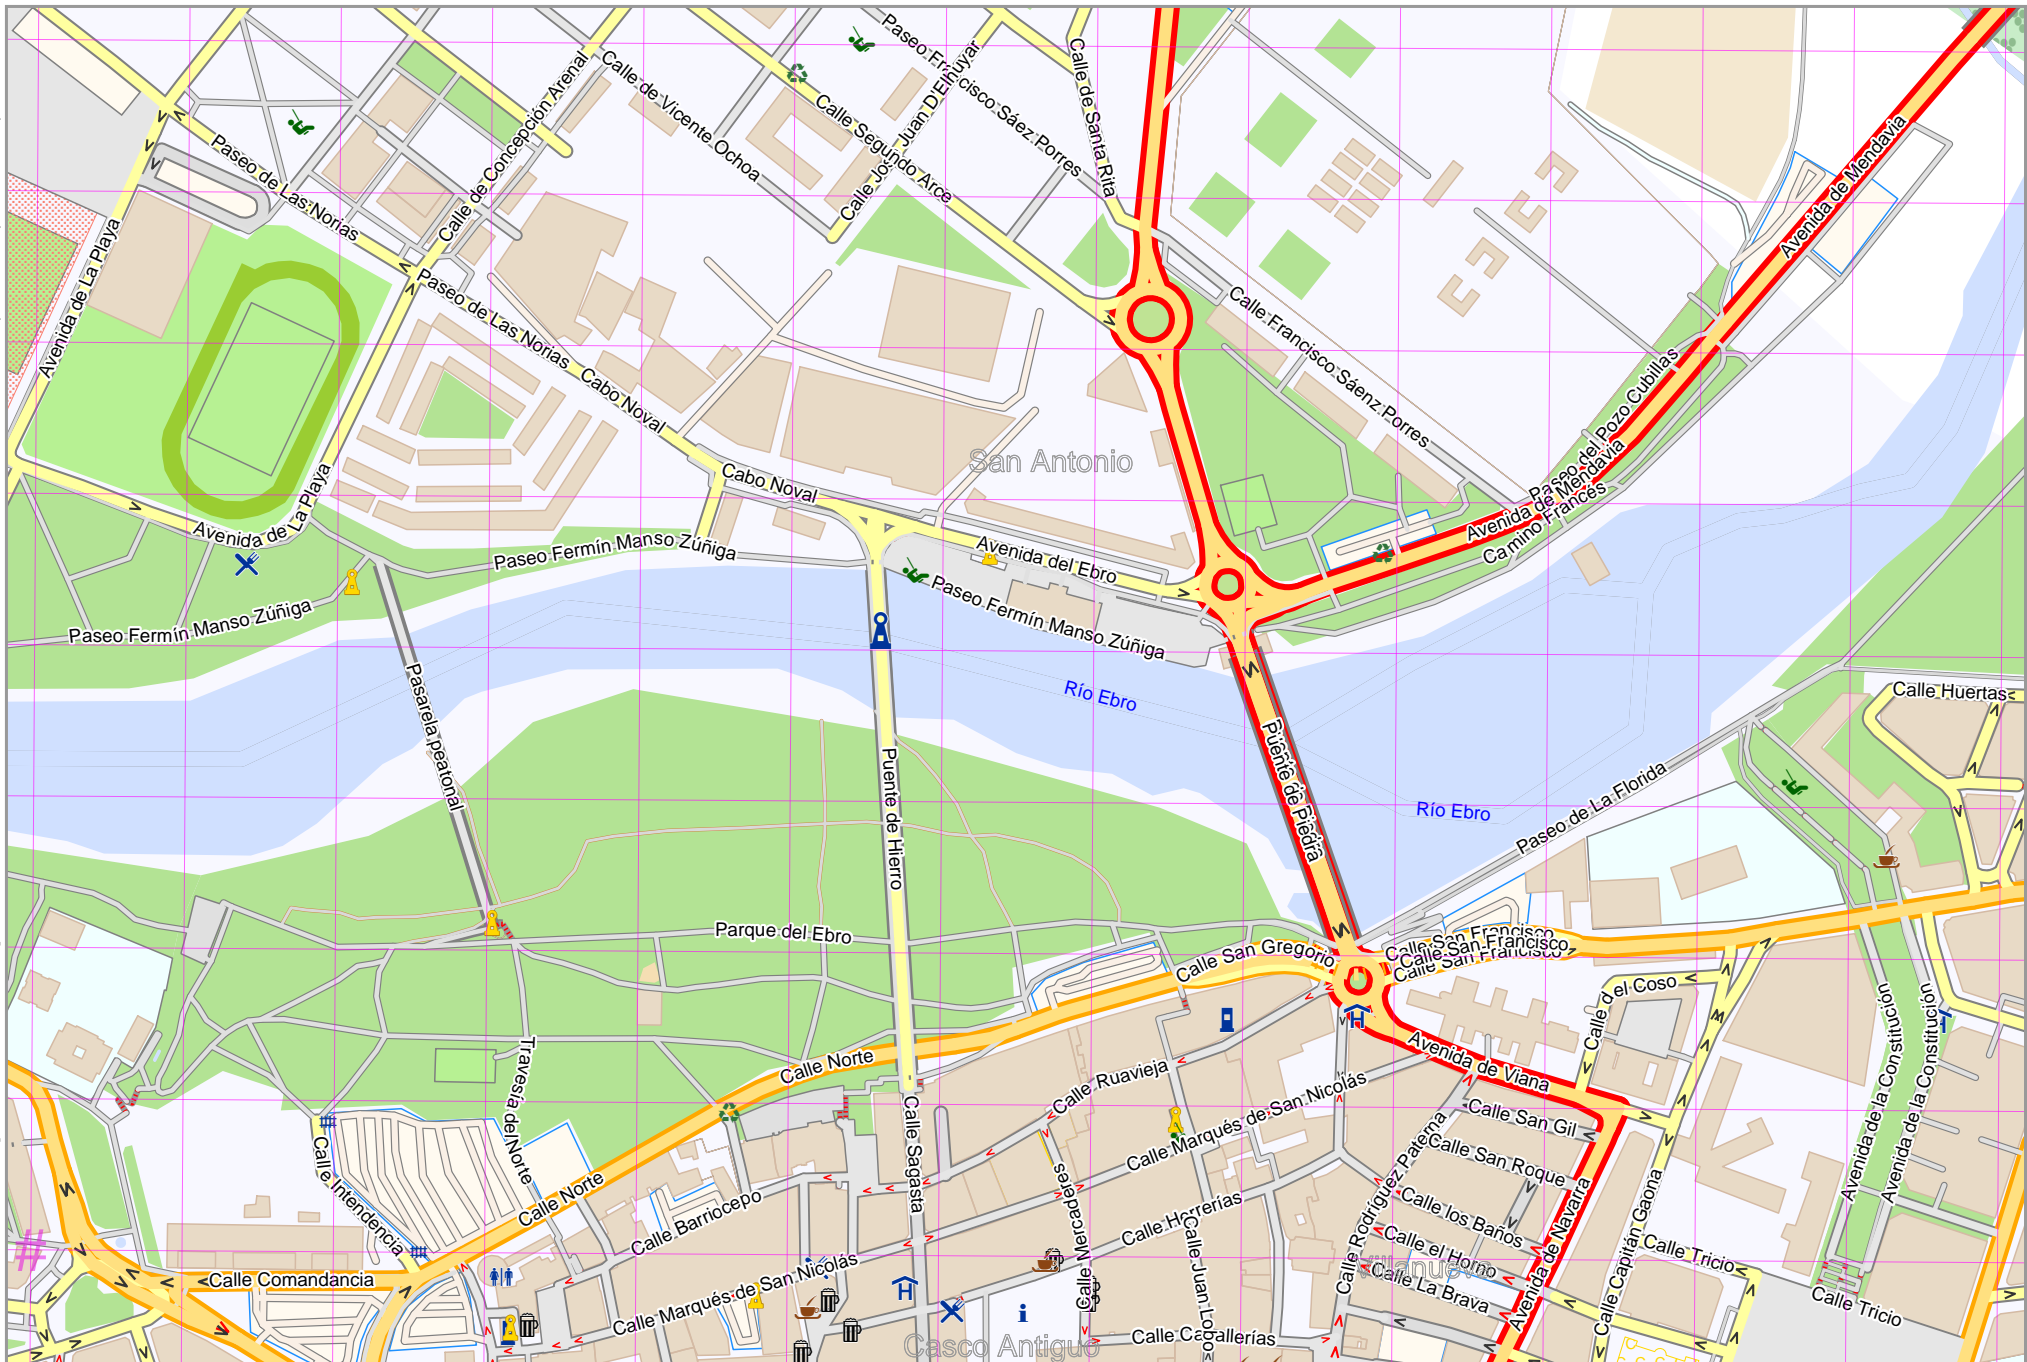 Paseo Francisco Sáez Porres
Calle de Santa Rita
Calle de Vicente Ochoa
Calle Segundo Arce
Calle José Juan D'Elhuyar
Calle de Concepción Arenal
Paseo de Las Norias
Avenida de Mendavia
Avenida de La Playa
Paseo de Las Norias
Calle Francisco Sáenz Porres
Cabo Noval
Paseo del Pozo Cubillas
San Antonio
Cabo Noval
Avenida de Mendavia
Camino Francés
Avenida de La Playa
Paseo Fermín Manso Zúñiga
Avenida del Ebro
Paseo Fermín Manso Zúñiga
Paseo Fermín Manso Zúñiga
Pasarela peatonal
Río Ebro
Calle Huertas
Puente de Hierro
Puente de Piedra
Río Ebro
Paseo de La Florida
Parque del Ebro
Calle San Gregorio
Calle San Francisco
Calle San Francisco
Calle San Francisco
Calle del Coso
Avenida de la Constitución
Avenida de la Constitución
Travesía del Norte
Calle Norte
Calle Ruavieja
Avenida de Viana
Calle Marqués de San Nicolás
Calle San Gil
Calle Sagasta
Calle Intendencia
Calle Norte
Calle Barriocepo
Calle Mercaderes
Calle Herrerías
Calle Rodríguez Paterna
Calle San Roque
Calle los Baños
Calle Capitán Gaona
Avenida de Navarra
Calle Juan Lobo
Calle el Horno
Calle Tricio
Villanueva
Calle La Brava
Calle Comandancia
Calle Marqués de San Nicolás
Calle Tricio
Calle Caballerías
Casco Antiguo
#